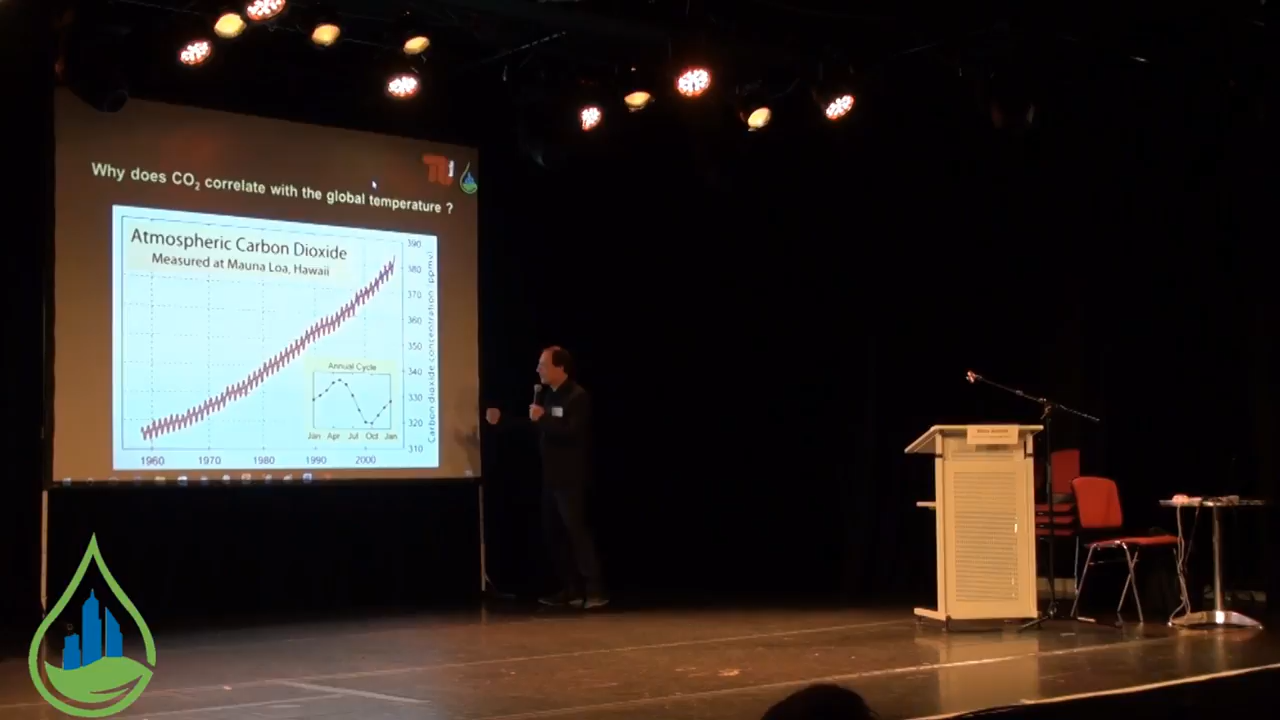 Why does CO₂ correlate with the global temperature ?
Atmospheric Carbon Dioxide
Measured at Mauna Loa, Hawaii
390
380
370
360
350
340
330
320
310
Carbon dioxide concentration (ppmv)
Annual Cycle
Jan Apr Jul Oct Jan
1960 1970 1980 1990 2000